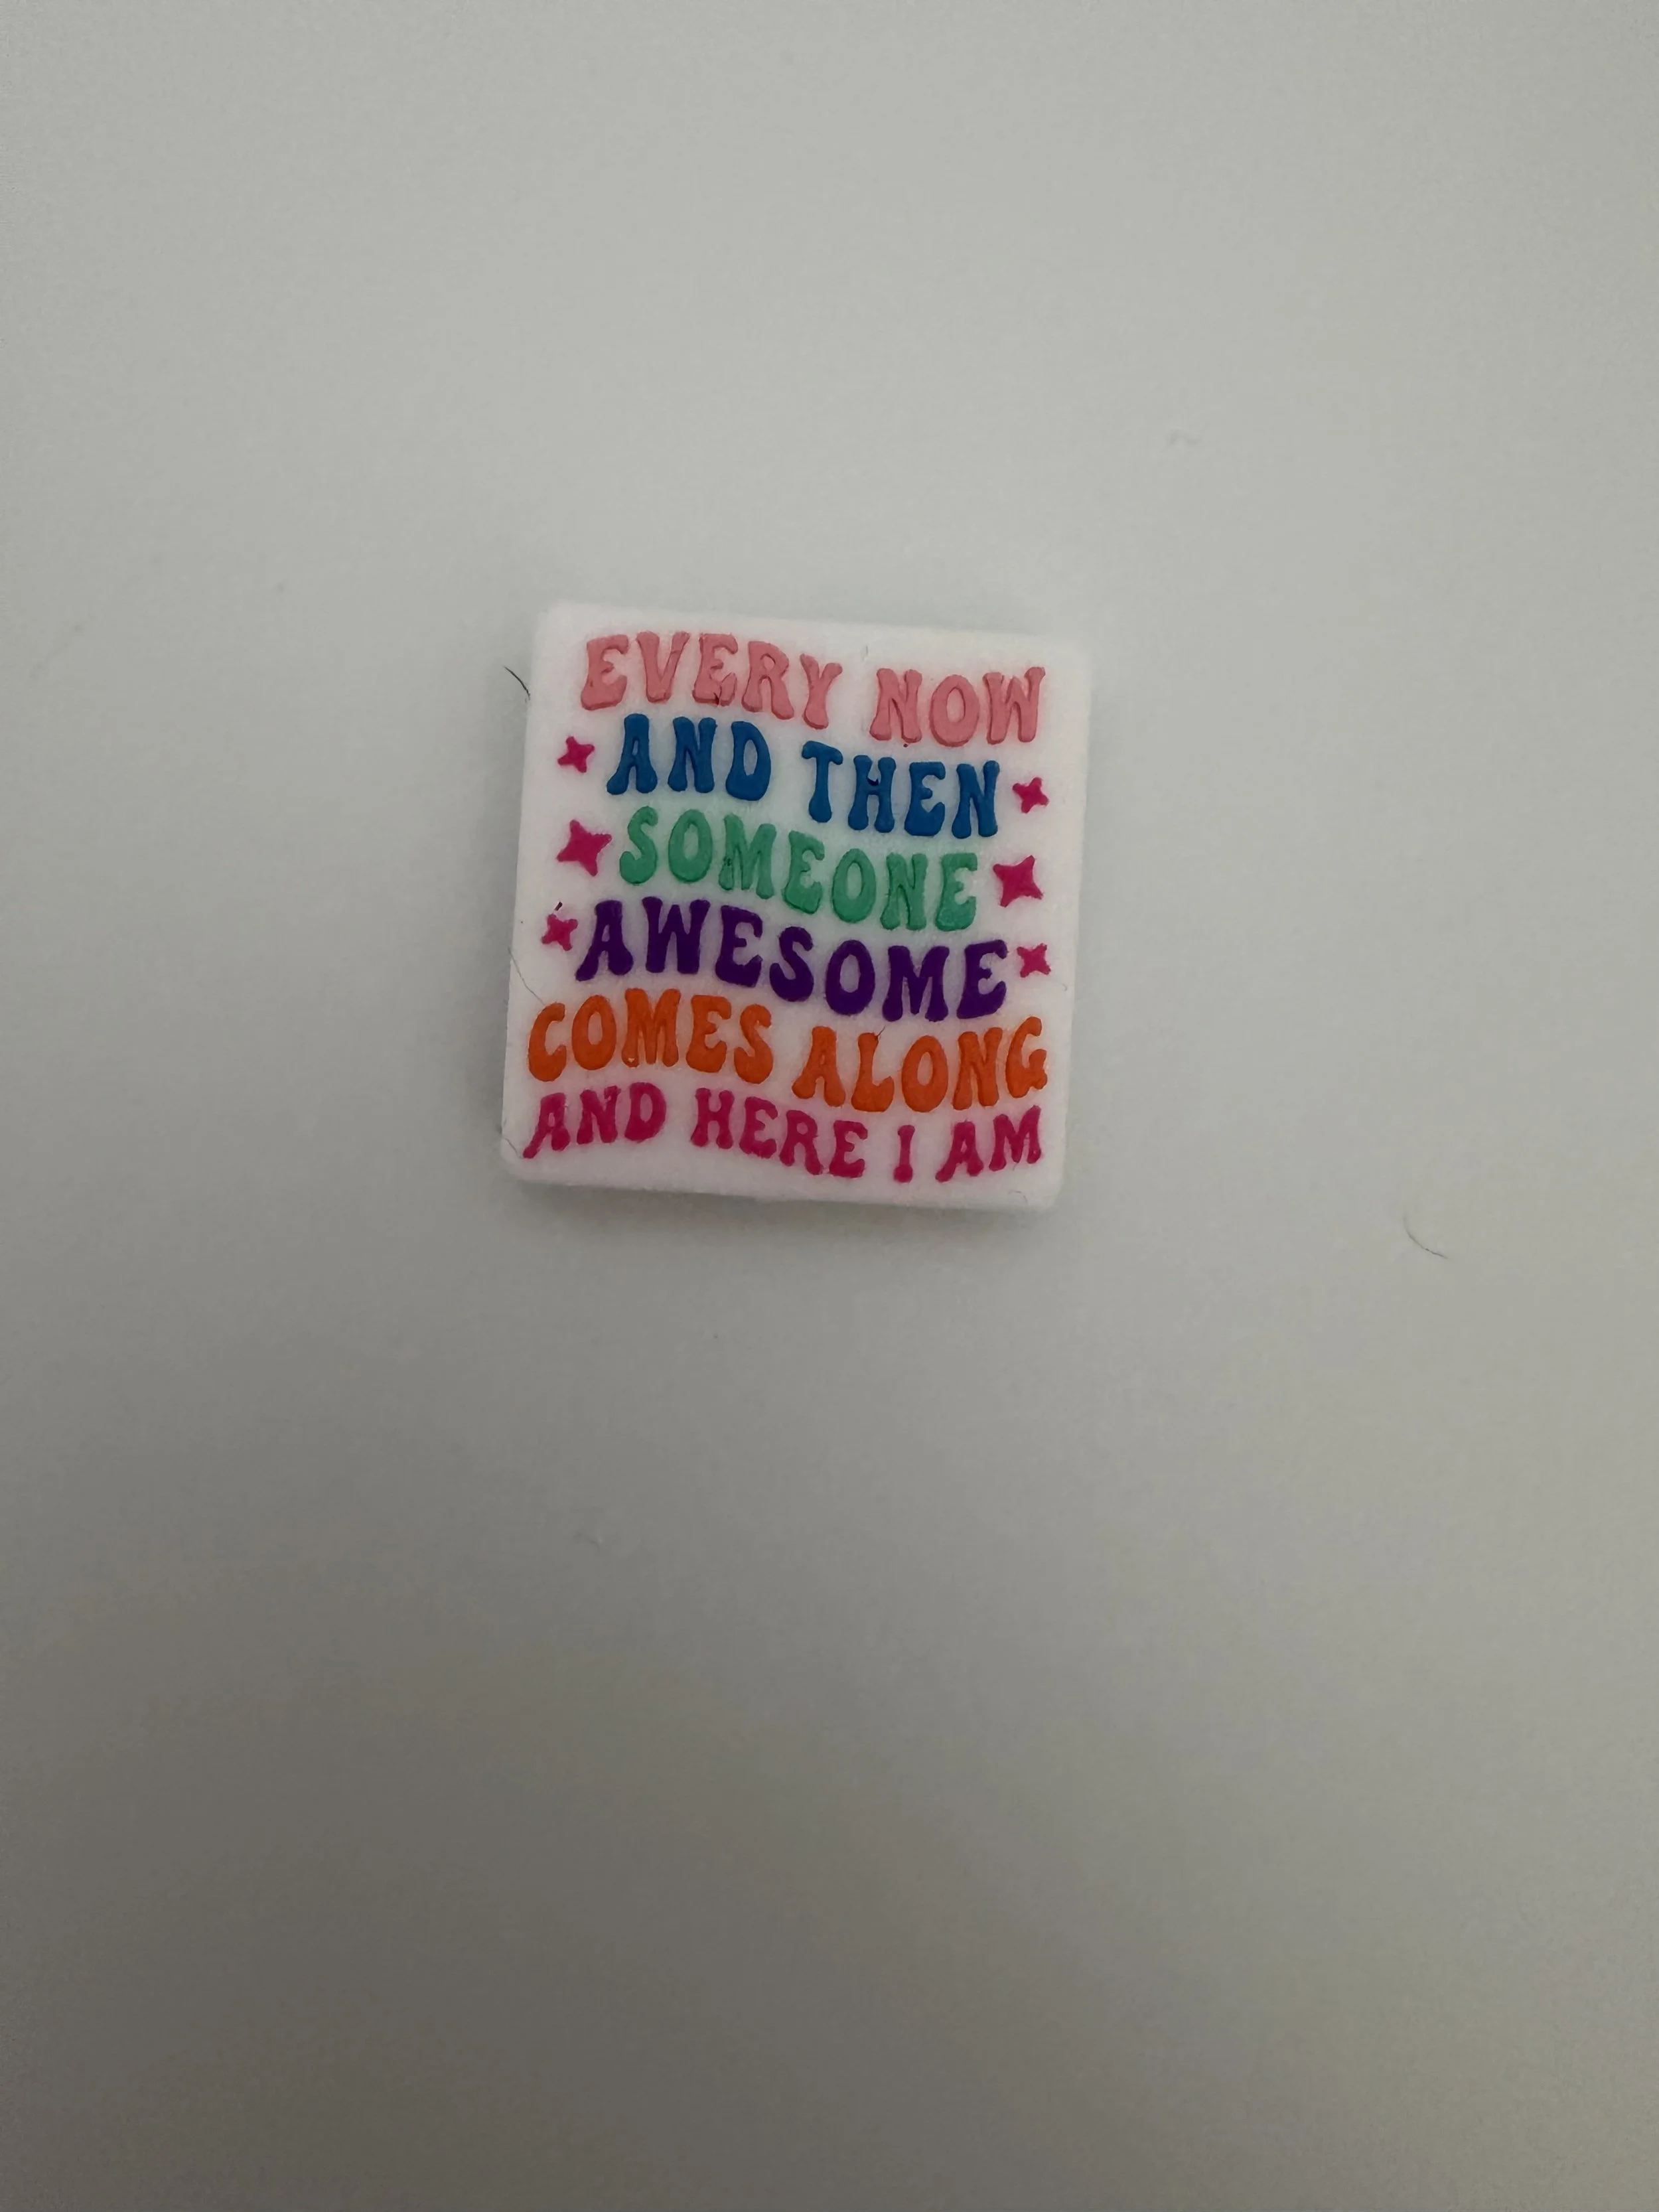 EVERY NOW
AND THEN
SOMEONE
AWESOME
COMES ALONG
AND HERE I AM